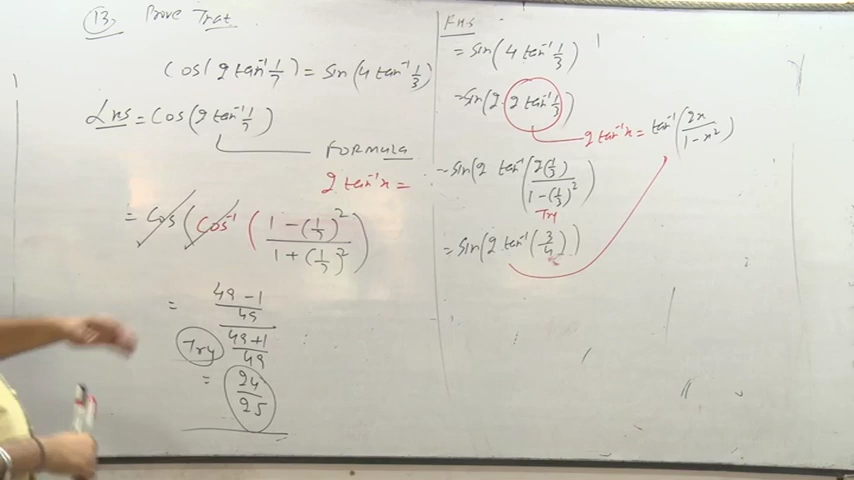 13. Prove That
Cos(2 tan⁻¹ 1/7) = Sin(4 tan⁻¹ 1/3)
LHS = Cos(2 tan⁻¹ 1/7)
FORMULA
2 tan⁻¹x =
= Cos(Cos⁻¹((1-(1/7)²)/(1+(1/7)²))
= ((49-1)/49)/((49+1)/49)
Try
= 24/25
RHS
= Sin(4 tan⁻¹ 1/3)
= Sin(2. 2 tan⁻¹ 1/3)
2 tan⁻¹x = tan⁻¹(2x/(1-x²))
= Sin(2 tan⁻¹(2(1/3)/(1-(1/3)²))
Try
= Sin(2 tan⁻¹(3/4))